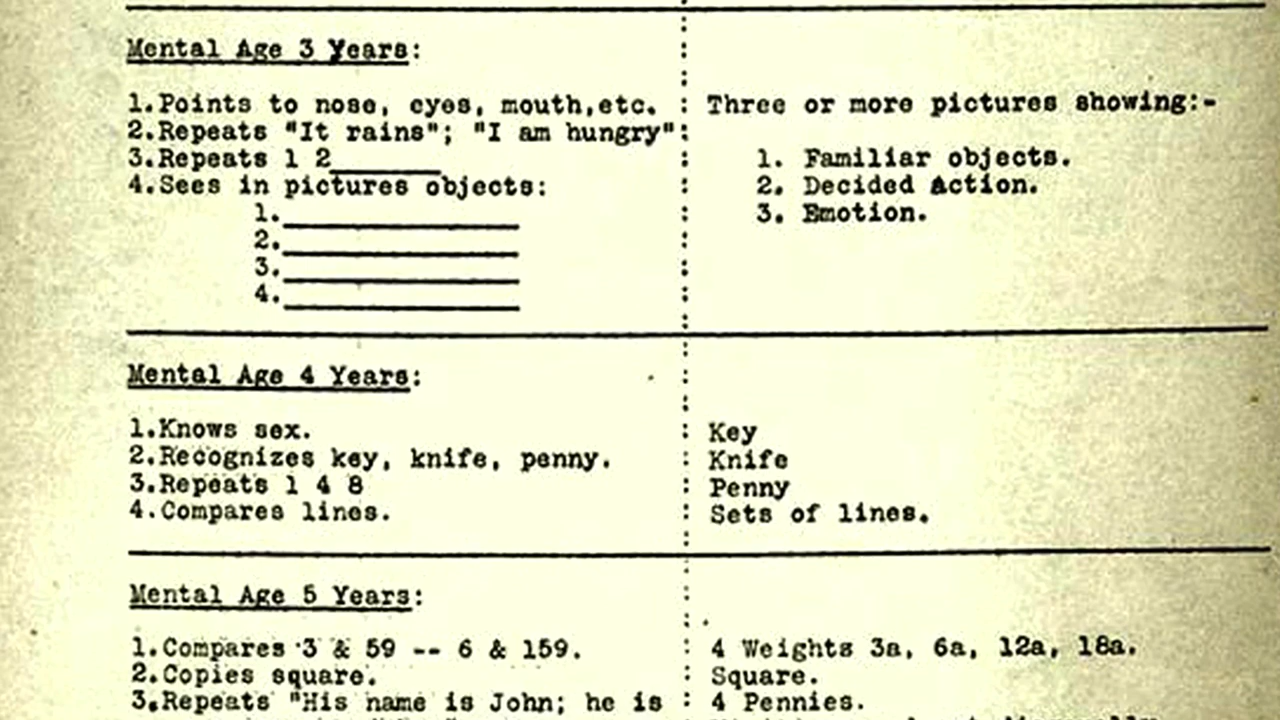 Mental Age 3 Years:
1.Points to nose, eyes, mouth,etc. : Three or more pictures showing:-
2.Repeats "It rains"; "I am hungry":
3.Repeats 1 2______ : 1. Familiar objects.
4.Sees in pictures objects: : 2. Decided Action.
1.____________ : 3. Emotion.
2.____________
3.____________
4.____________
Mental Age 4 Years:
1.Knows sex. : Key
2.Recognizes key, knife, penny. : Knife
3.Repeats 1 4 8 : Penny
4.Compares lines. : Sets of lines.
Mental Age 5 Years:
1.Compares 3 & 59 -- 6 & 159. : 4 Weights 3a, 6a, 12a, 18a.
2.Copies square. : Square.
3.Repeats "His name is John; he is : 4 Pennies.